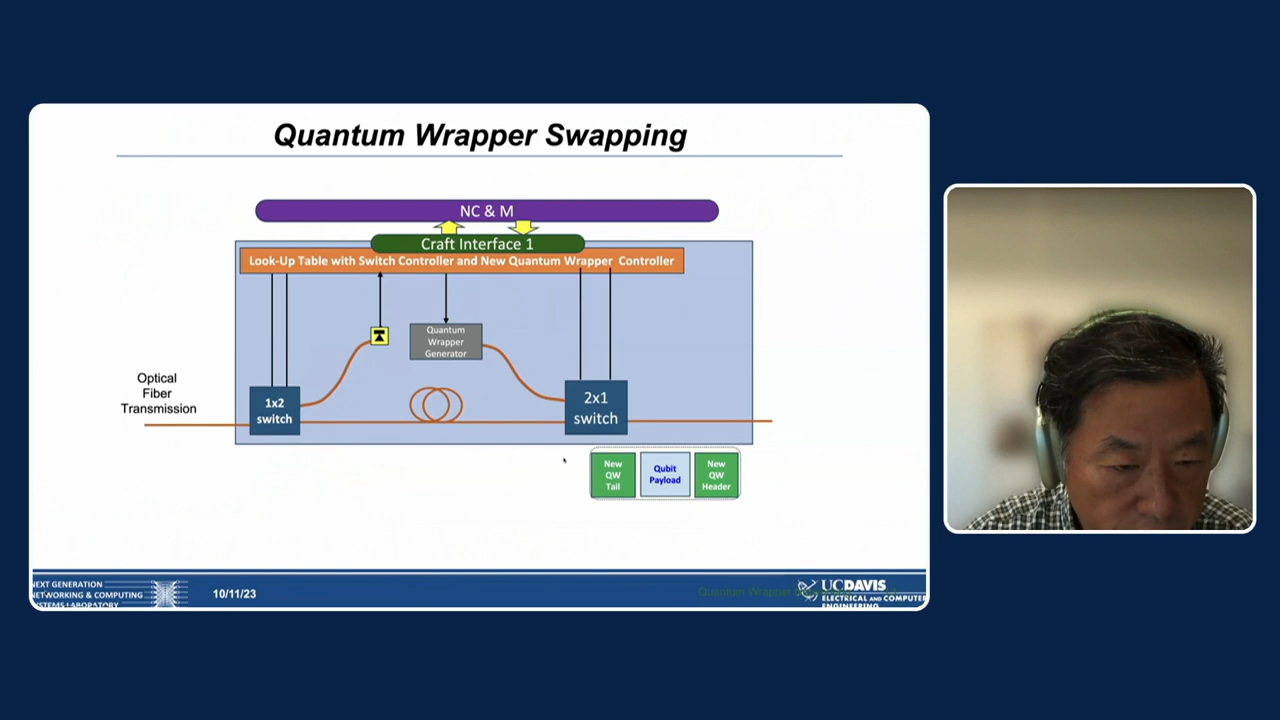 Quantum Wrapper Swapping
NC & M
Craft Interface 1
Look-Up Table with Switch Controller and New Quantum Wrapper Controller
Quantum
Wrapper
Generator
Optical
Fiber
Transmission
1x2
switch
2x1
switch
New
QW
Tail
Qubit
Payload
New
QW
Header
NEXT GENERATION
NETWORKING & COMPUTING
SYSTEMS LABORATORY
10/11/23
Quantum Wrapper
UCDAVIS
ELECTRICAL AND COMPUTER
ENGINEERING